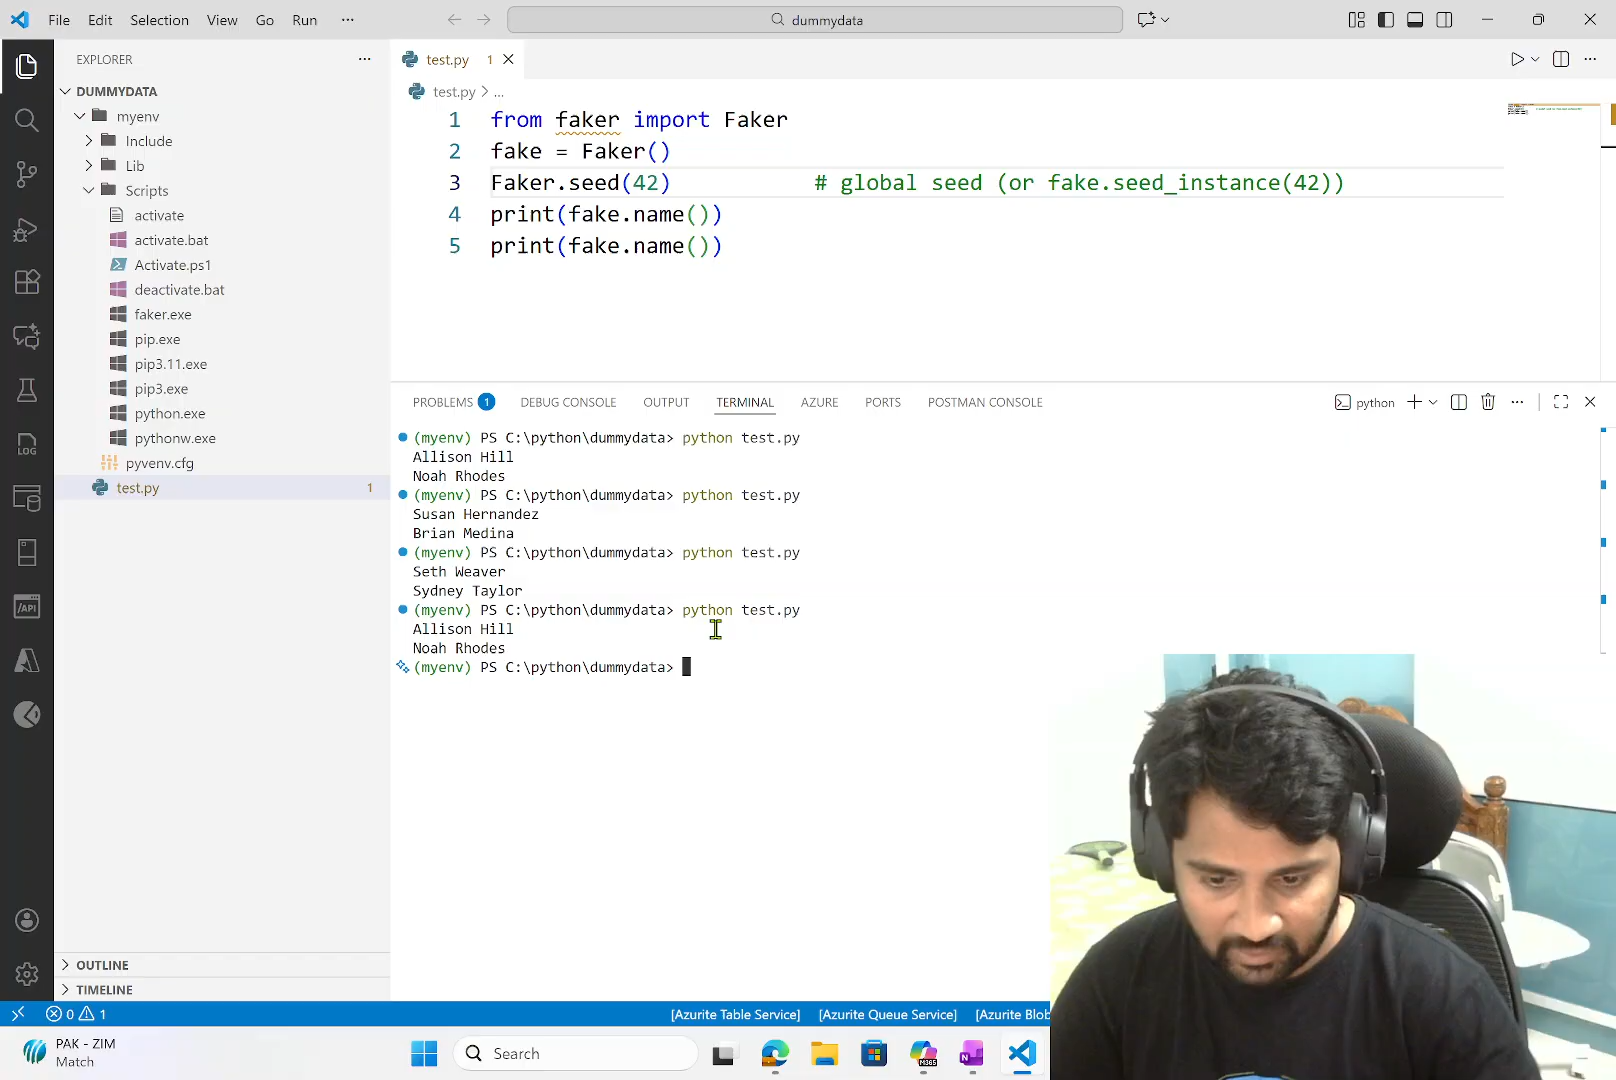 File Edit Selection View Go Run ···
dummydata
EXPLORER
DUMMYDATA
myenv
Include
Lib
Scripts
activate
activate.bat
Activate.ps1
deactivate.bat
faker.exe
pip.exe
pip3.11.exe
pip3.exe
python.exe
pythonw.exe
pyvenv.cfg
test.py 1
OUTLINE
TIMELINE
test.py 1
test.py > ...
1 from faker import Faker
2 fake = Faker()
3 Faker.seed(42) # global seed (or fake.seed_instance(42))
4 print(fake.name())
5 print(fake.name())
PROBLEMS 1 DEBUG CONSOLE OUTPUT TERMINAL AZURE PORTS POSTMAN CONSOLE
python
(myenv) PS C:\python\dummydata> python test.py
Allison Hill
Noah Rhodes
(myenv) PS C:\python\dummydata> python test.py
Susan Hernandez
Brian Medina
(myenv) PS C:\python\dummydata> python test.py
Seth Weaver
Sydney Taylor
(myenv) PS C:\python\dummydata> python test.py
Allison Hill
Noah Rhodes
(myenv) PS C:\python\dummydata>
0 1 [Azurite Table Service] [Azurite Queue Service] [Azurite Blob
PAK - ZIM
Match
Search